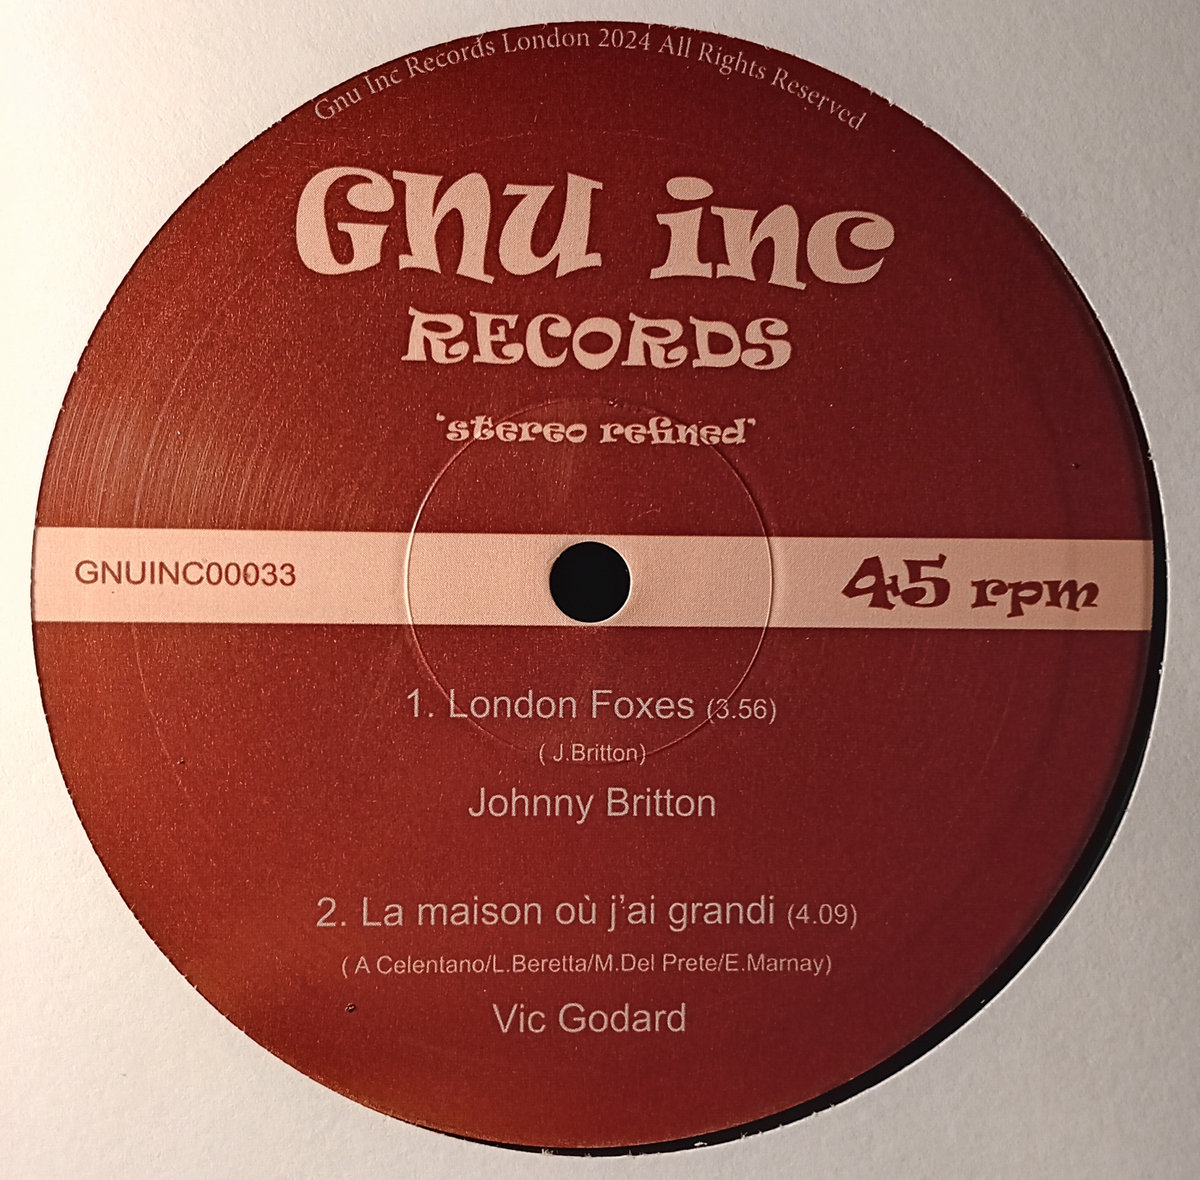 Gnu Inc Records London 2024 All Rights Reserved
Gnu inc
RECORDS
‘stereo refined’
GNUINC00033
45 rpm
1. London Foxes (3.56)
( J.Britton)
Johnny Britton
2. La maison où j’ai grandi (4.09)
( A Celentano/L.Beretta/M.Del Prete/E.Marnay)
Vic Godard